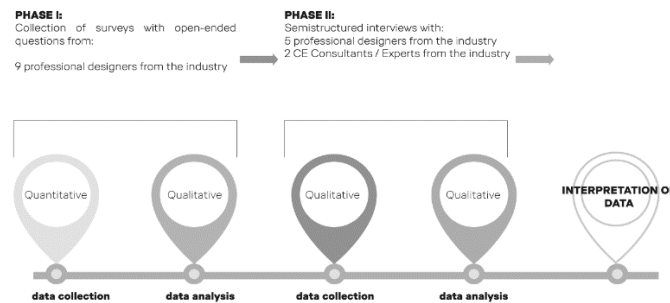 PHASE I:
Collection of surveys with open-ended
questions from:
9 professional designers from the industry
PHASE II:
Semistructured interviews with:
5 professional designers from the industry
2 CE Consultants / Experts from the industry
Quantitative
Qualitative
Qualitative
Qualitative
INTERPRETATION O
DATA
data collection
data analysis
data collection
data analysis